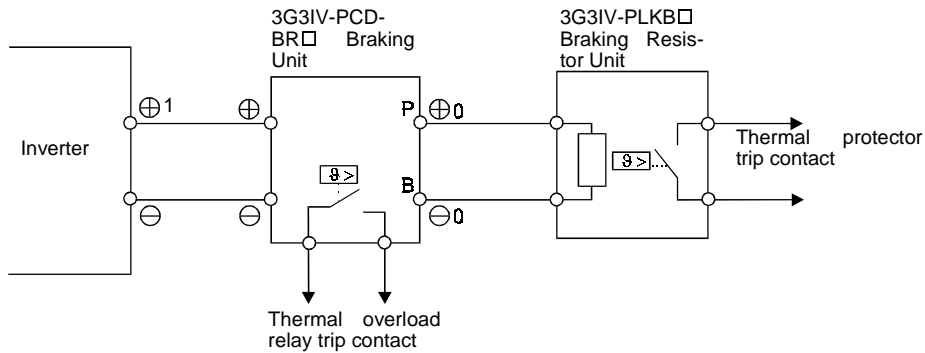 3G3IV-PCD-
BR□ Braking
Unit
3G3IV-PLKB□
Braking Resis-
tor Unit
Inverter
⊕1
⊕
P
⊕0
ϑ >
B
⊖
⊖
⊖0
ϑ >
Thermal protector
trip contact
Thermal overload
relay trip contact